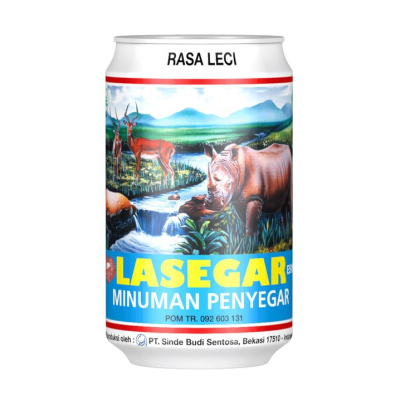 RASA LECI
LASEGAR
MINUMAN PENYEGAR
POM TR. 092 603 131
PT. Sinde Budi Sentosa, Bekasi 17510 -